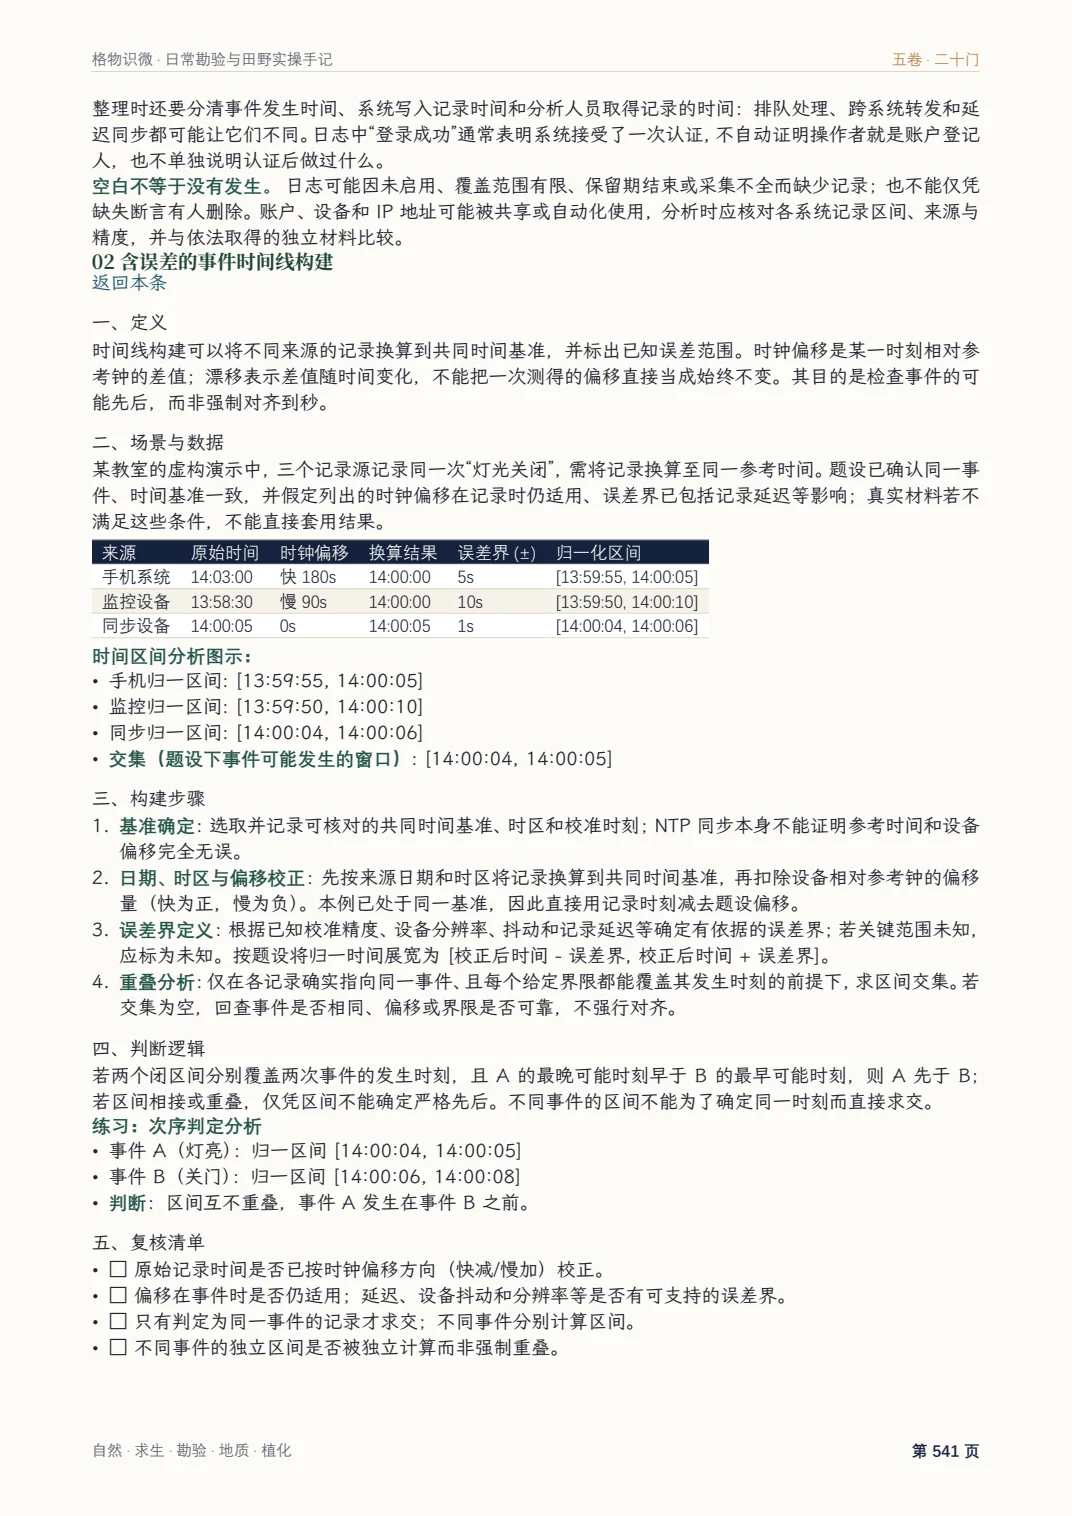 格物识微 · 日常勘验与田野实操手记
五卷 · 二十门
整理时还要分清事件发生时间、系统写入记录时间和分析人员取得记录的时间：排队处理、跨系统转发和延
迟同步都可能让它们不同。日志中“登录成功”通常表明系统接受了一次认证，不自动证明操作者就是账户登记
人，也不单独说明认证后做过什么。
空白不等于没有发生。 日志可能因未启用、覆盖范围有限、保留期结束或采集不全而缺少记录；也不能仅凭
缺失断言有人删除。账户、设备和 IP 地址可能被共享或自动化使用，分析时应核对各系统记录区间、来源与
精度，并与依法取得的独立材料比较。
02 含误差的事件时间线构建
返回本条
一、定义
时间线构建可以将不同来源的记录换算到共同时间基准，并标出已知误差范围。时钟偏移是某一时刻相对参
考钟的差值；漂移表示差值随时间变化，不能把一次测得的偏移直接当成始终不变。其目的是检查事件的可
能先后，而非强制对齐到秒。
二、场景与数据
某教室的虚构演示中，三个记录源记录同一次“灯光关闭”，需将记录换算至同一参考时间。题设已确认同一事
件、时间基准一致，并假定列出的时钟偏移在记录时仍适用、误差界已包括记录延迟等影响；真实材料若不
满足这些条件，不能直接套用结果。
来源 原始时间 时钟偏移 换算结果 误差界 (±) 归一化区间
手机系统 14:03:00 快 180s 14:00:00 5s [13:59:55, 14:00:05]
监控设备 13:58:30 慢 90s 14:00:00 10s [13:59:50, 14:00:10]
同步设备 14:00:05 0s 14:00:05 1s [14:00:04, 14:00:06]
时间区间分析图示：
• 手机归一区间：[13:59:55, 14:00:05]
• 监控归一区间：[13:59:50, 14:00:10]
• 同步归一区间：[14:00:04, 14:00:06]
• 交集（题设下事件可能发生的窗口）：[14:00:04, 14:00:05]
三、构建步骤
1. 基准确定：选取并记录可核对的共同时间基准、时区和校准时刻；NTP 同步本身不能证明参考时间和设备
偏移完全无误。
2. 日期、时区与偏移校正：先按来源日期和时区将记录换算到共同时间基准，再扣除设备相对参考钟的偏移
量（快为正，慢为负）。本例已处于同一基准，因此直接用记录时刻减去题设偏移。
3. 误差界定义：根据已知校准精度、设备分辨率、抖动和记录延迟等确定有依据的误差界；若关键范围未知，
应标为未知。按题设将归一时间展宽为 [校正后时间 - 误差界, 校正后时间 + 误差界]。
4. 重叠分析：仅在各记录确实指向同一事件、且每个给定界限都能覆盖其发生时刻的前提下，求区间交集。若
交集为空，回查事件是否相同、偏移或界限是否可靠，不强行对齐。
四、判断逻辑
若两个闭区间分别覆盖两次事件的发生时刻，且 A 的最晚可能时刻早于 B 的最早可能时刻，则 A 先于 B；
若区间相接或重叠，仅凭区间不能确定严格先后。不同事件的区间不能为了确定同一时刻而直接求交。
练习：次序判定分析
• 事件 A（灯亮）：归一区间 [14:00:04, 14:00:05]
• 事件 B（关门）：归一区间 [14:00:06, 14:00:08]
• 判断：区间互不重叠，事件 A 发生在事件 B 之前。
五、复核清单
• □ 原始记录时间是否已按时钟偏移方向（快减/慢加）校正。
• □ 偏移在事件时是否仍适用；延迟、设备抖动和分辨率等是否有可支持的误差界。
• □ 只有判定为同一事件的记录才求交；不同事件分别计算区间。
• □ 不同事件的独立区间是否被独立计算而非强制重叠。
自然 · 求生 · 勘验 · 地质 · 植化
第 541 页